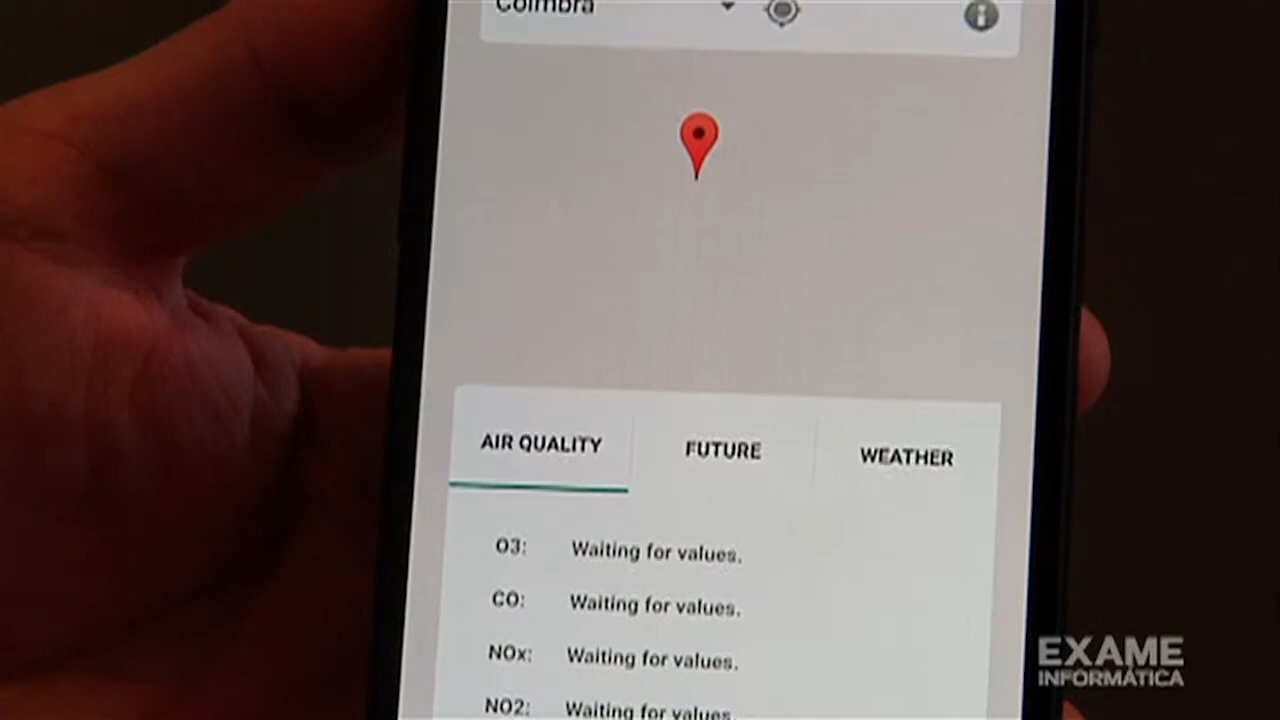 Coimbra
AIR QUALITY FUTURE WEATHER
O3: Waiting for values.
CO: Waiting for values.
NOx: Waiting for values.
NO2: Waiting for values.
EXAME
INFORMÁTICA